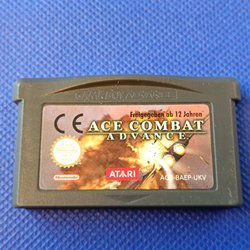 GAME BOY ADVANCE
Freigegeben ab 12 Jahren
CE ACE COMBAT
ADVANCE
Nintendo
ATARI
AGB-BAEP-UKV